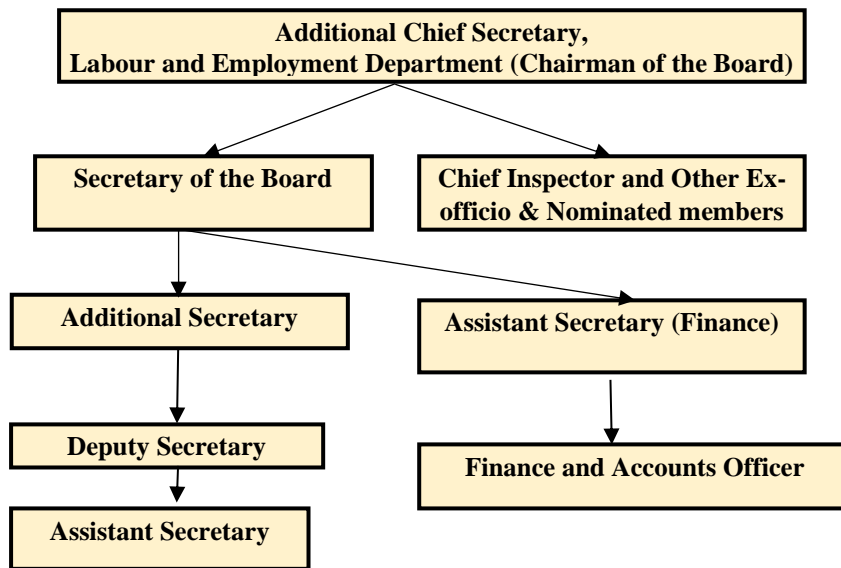 Additional Chief Secretary,
Labour and Employment Department (Chairman of the Board)
Secretary of the Board
Chief Inspector and Other Ex-
officio & Nominated members
Additional Secretary
Assistant Secretary (Finance)
Deputy Secretary
Finance and Accounts Officer
Assistant Secretary